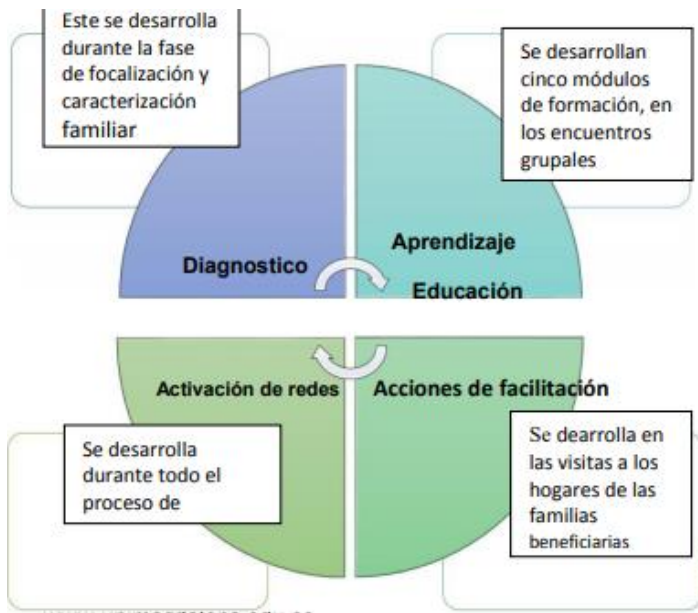 Este se desarrolla
durante la fase
de focalización y
caracterización
familiar
Se desarrollan
cinco módulos
de formación, en
los encuentros
grupales
Diagnostico
Aprendizaje
Educación
Activación de redes
Acciones de facilitación
Se desarrolla
durante todo el
proceso de
Se dearrolla en
las visitas a los
hogares de las
familias
beneficiarias